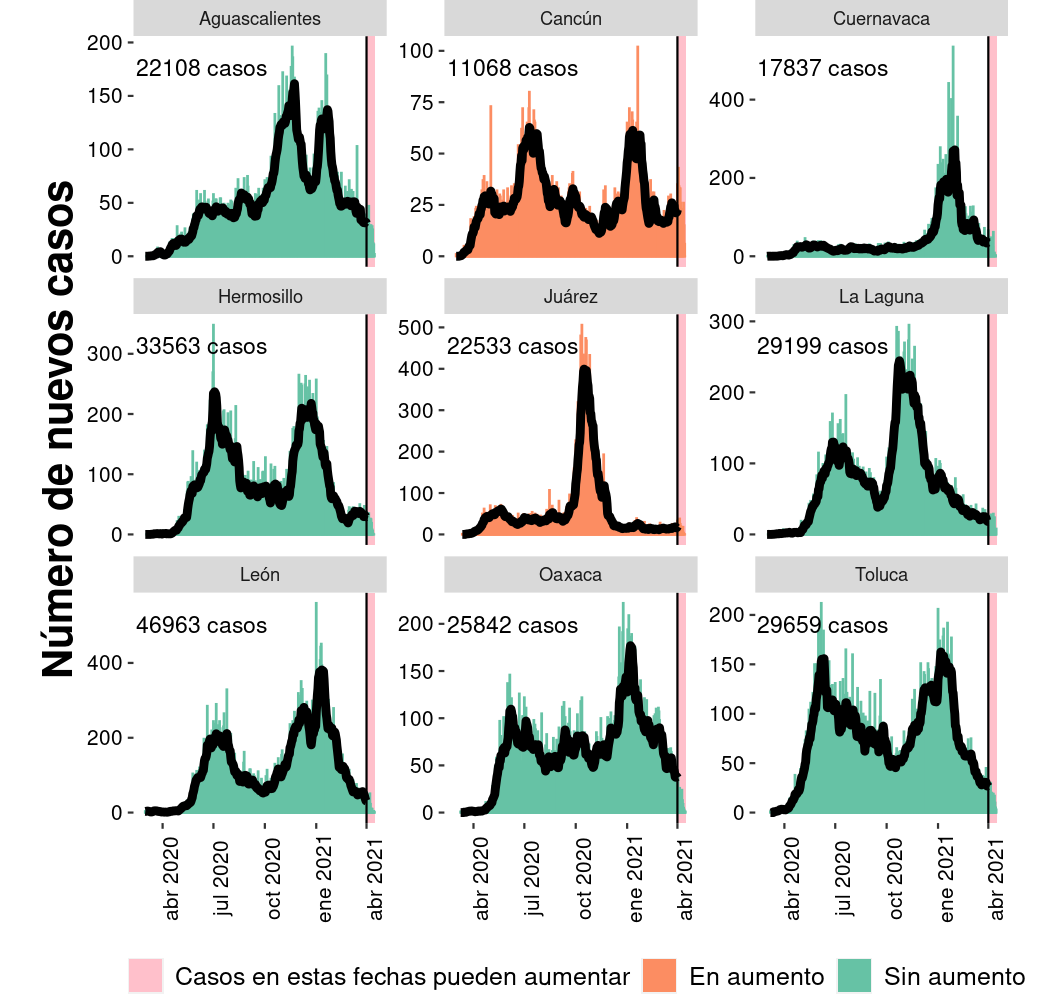 Número de nuevos casos
Aguascalientes
Cancún
Cuernavaca
200
150
100
50
0
22108 casos
100
75
50
25
0
11068 casos
400
200
0
17837 casos
Hermosillo
Juárez
La Laguna
300
200
100
0
33563 casos
500
400
300
200
100
0
22533 casos
300
200
100
0
29199 casos
León
Oaxaca
Toluca
400
200
0
46963 casos
200
150
100
50
0
25842 casos
200
150
100
50
0
29659 casos
abr 2020
jul 2020
oct 2020
ene 2021
abr 2021
abr 2020
jul 2020
oct 2020
ene 2021
abr 2021
abr 2020
jul 2020
oct 2020
ene 2021
abr 2021
Casos en estas fechas pueden aumentar
En aumento
Sin aumento